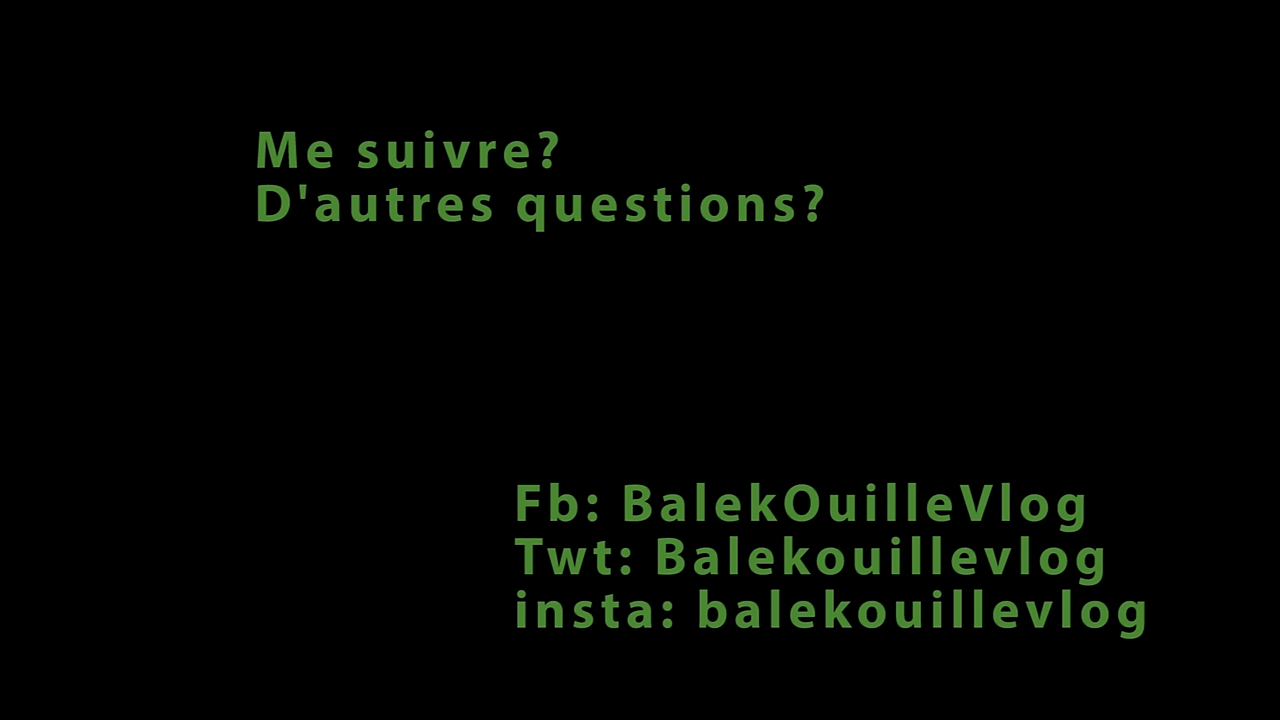 Me suivre?
D'autres questions?
Fb: BalekOuilleVlog
Twt: Balekouillevlog
insta: balekouillevlog